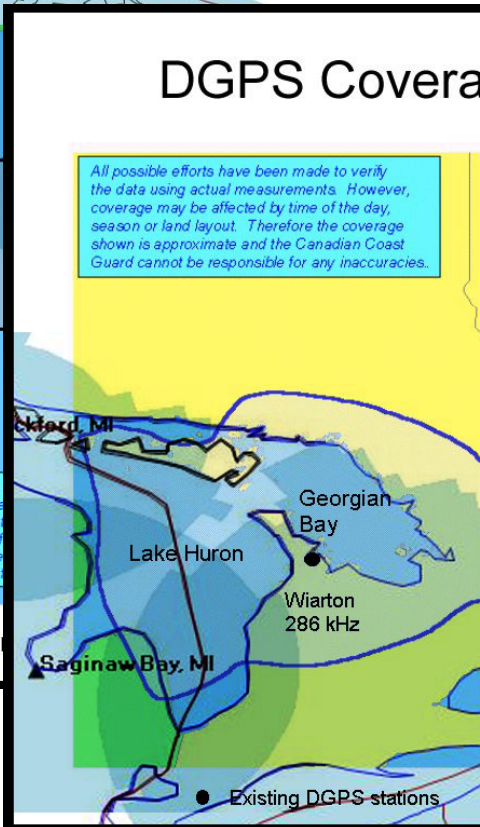 DGPS Covera
All possible efforts have been made to verify
the data using actual measurements. However,
coverage may be affected by time of the day,
season or land layout. Therefore the coverage
shown is approximate and the Canadian Coast
Guard cannot be responsible for any inaccuracies..
ckford, MI
Georgian
Bay
Lake Huron
Wiarton
286 kHz
Saginaw Bay, MI
Existing DGPS stations